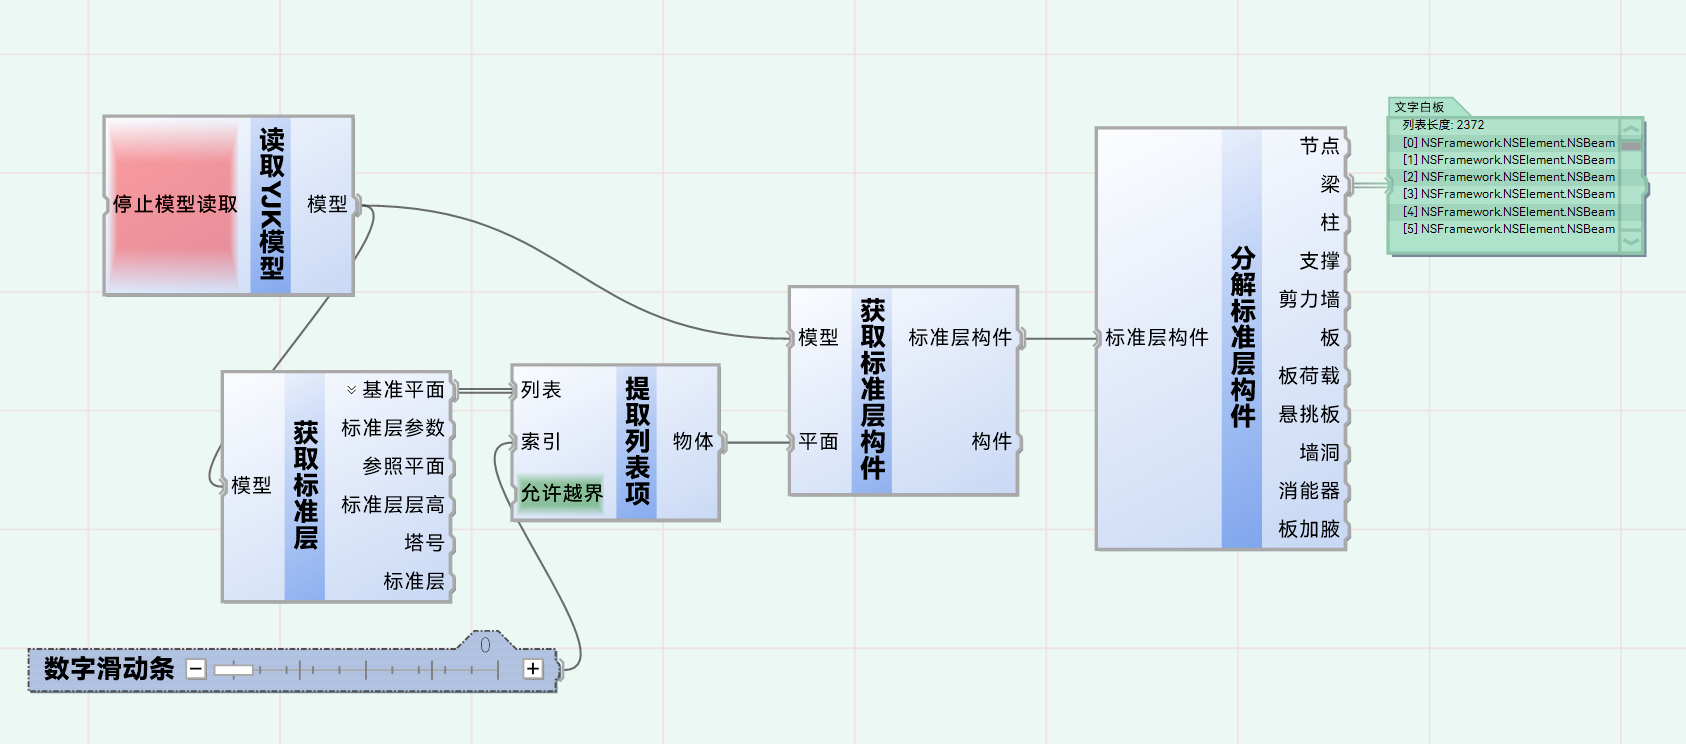 停止模型读取
读取YJK模型
模型
模型
获取标准层
基准平面
标准层参数
参照平面
标准层层高
塔号
标准层
数字滑动条
0
列表
索引
允许越界
提取列表项
物体
模型
平面
获取标准层构件
标准层构件
构件
标准层构件
分解标准层构件
节点
梁
柱
支撑
剪力墙
板
板荷载
悬挑板
墙洞
消能器
板加腋
文字白板
列表长度: 2372
[0] NSFramework.NSElement.NSBeam
[1] NSFramework.NSElement.NSBeam
[2] NSFramework.NSElement.NSBeam
[3] NSFramework.NSElement.NSBeam
[4] NSFramework.NSElement.NSBeam
[5] NSFramework.NSElement.NSBeam